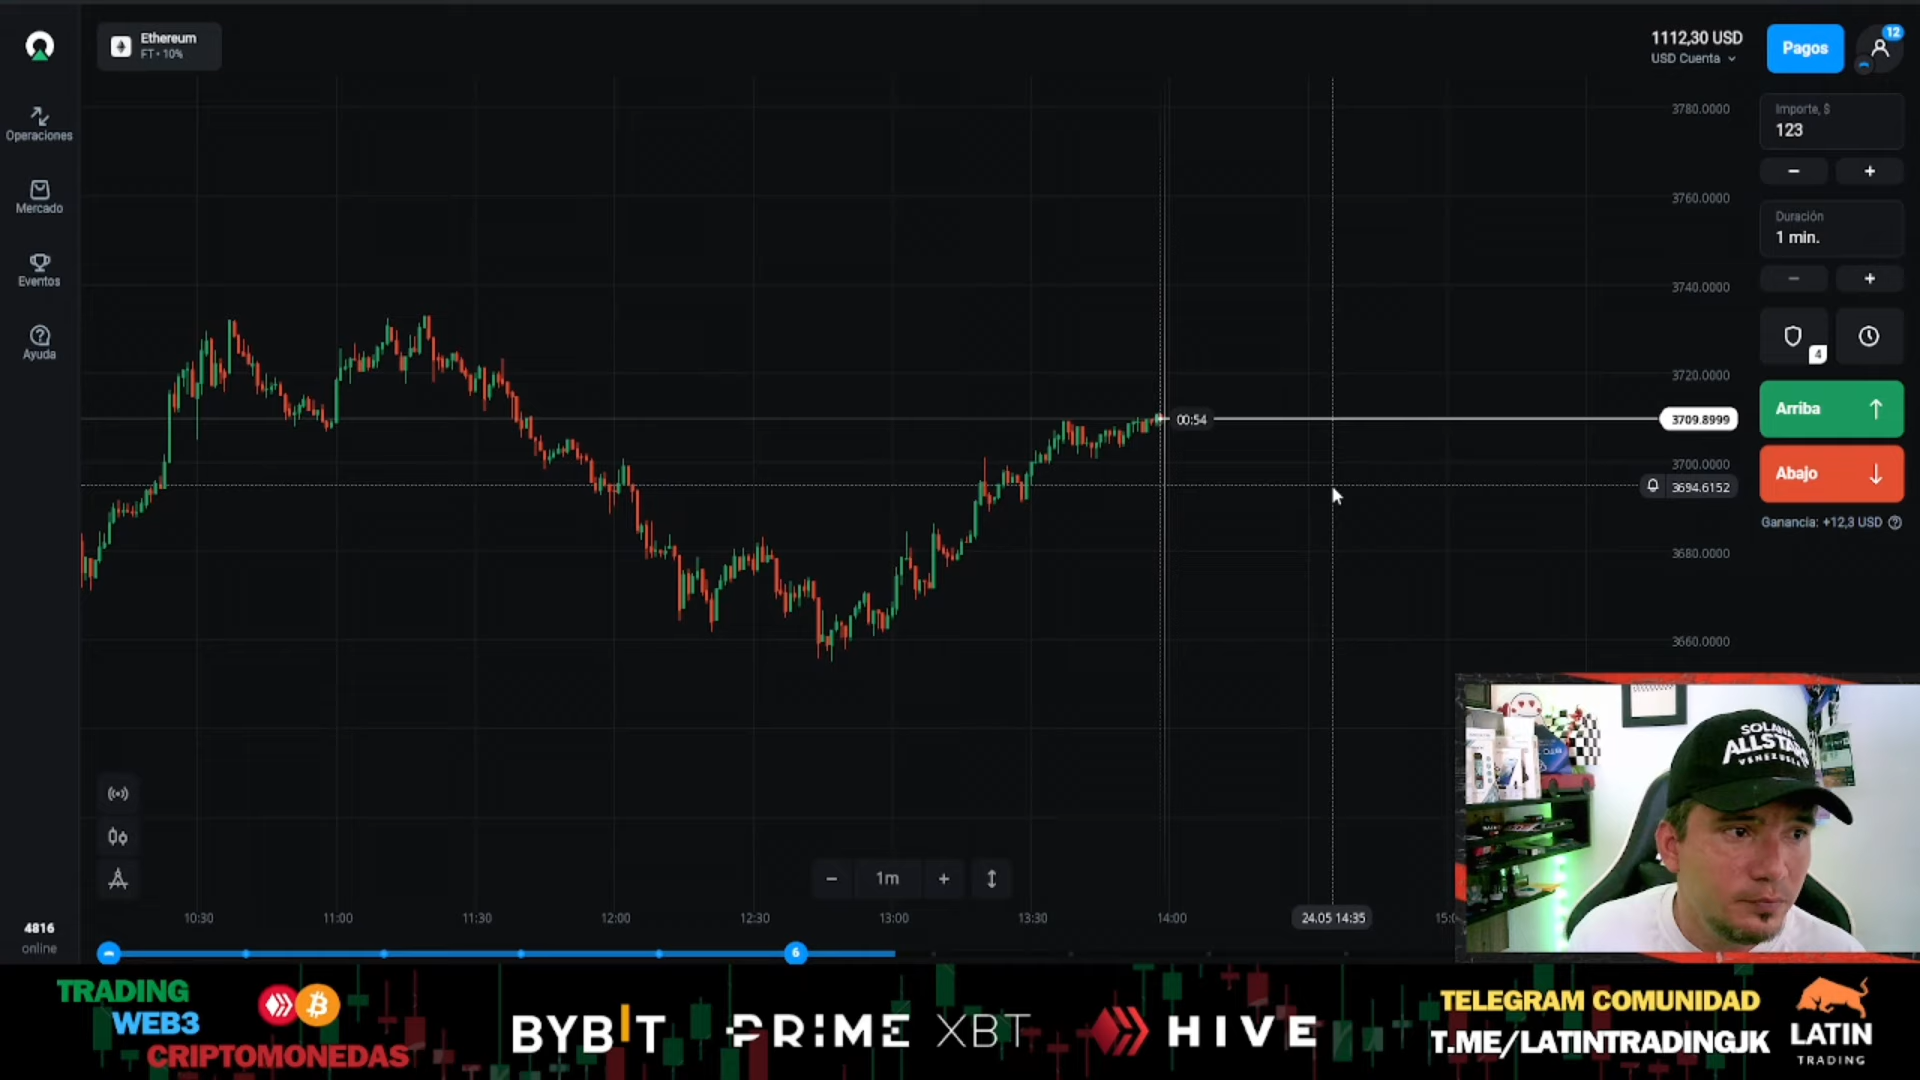 Ethereum
FT • 10%
1112,30 USD
USD Cuenta
Pagos
12
Operaciones
Mercado
Eventos
Ayuda
3780.0000
3760.0000
3740.0000
3720.0000
3709.8999
3700.0000
3694.6152
3680.0000
3660.0000
00:54
Importe, $
123
Duración
1 min.
4
Arriba
Abajo
Ganancia: +12,3 USD
SOLANA
ALLSTARS
VENEZUELA
1m
10:30
11:00
11:30
12:00
12:30
13:00
13:30
14:00
24.05 14:35
4816
online
6
TRADING
WEB3
CRIPTOMONEDAS
BYBIT
PRIME XBT
HIVE
TELEGRAM COMUNIDAD
T.ME/LATINTRADINGJK
LATIN
TRADING